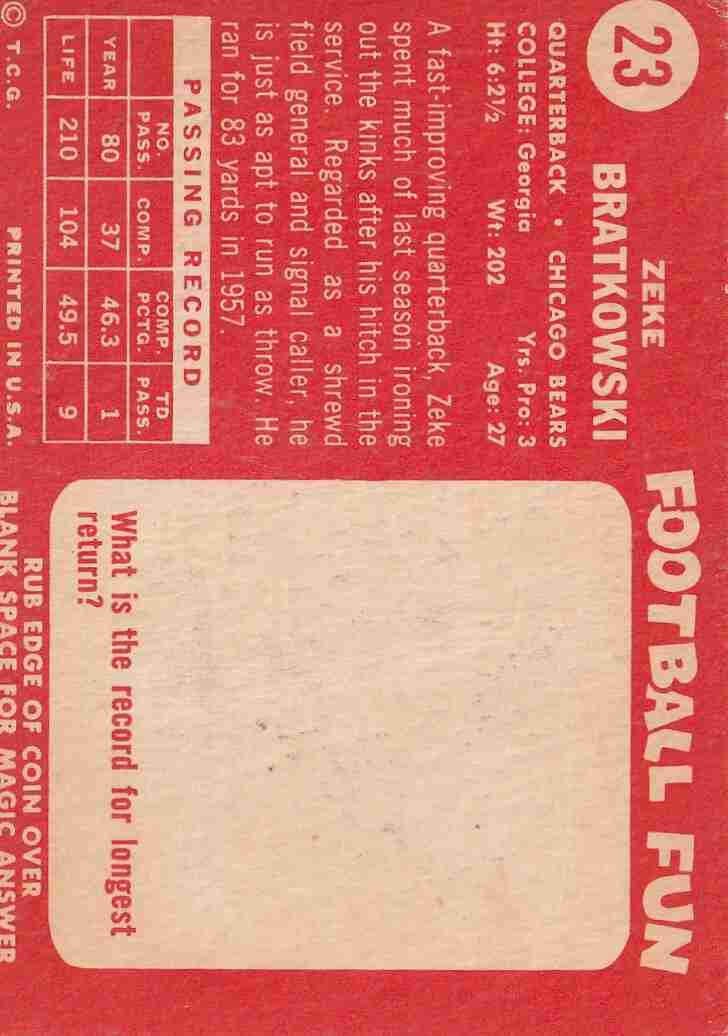 23
ZEKE
BRATKOWSKI
QUARTERBACK • CHICAGO BEARS
COLLEGE: Georgia Yrs. Pro: 3
Ht: 6:2½ Wt: 202 Age: 27
A fast-improving quarterback, Zeke
spent much of last season ironing
out the kinks after his hitch in the
service. Regarded as a shrewd
field general and signal caller, he
is just as apt to run as throw. He
ran for 83 yards in 1957.
PASSING RECORD
NO. PASS. COMP. COMP. PCTG. TD PASS.
YEAR 80 37 46.3 1
LIFE 210 104 49.5 9
© T.C.G. PRINTED IN U.S.A.
FOOTBALL FUN
What is the record for longest
return?
RUB EDGE OF COIN OVER
BLANK SPACE FOR MAGIC ANSWER